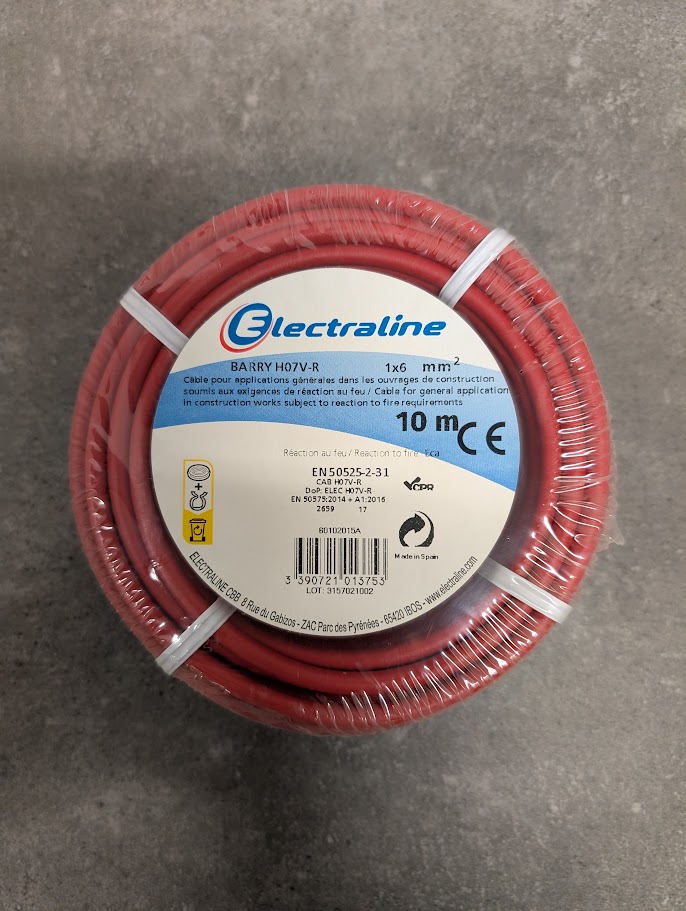 Electraline
BARRY H07V-R 1x6 mm²
Câble pour applications générales dans les ouvrages de construction
soumis aux exigences de réaction au feu / Cable for general application
in construction works subject to reaction to fire requirements
10 m CE
Réaction au feu / Reaction to fire Eca
EN 50525-2-31
CAB H07V-R
DoP: ELEC H07V-R
EN 50575:2014 + A1:2016
2659 17
CPR
60102015A
3 390721 013753
LOT: 3157021002
Made in Spain
ELECTRALINE CBB. 8 Rue du Gabizos - ZAC Parc des Pyrénées - 65420 IBOS - www.electraline.com